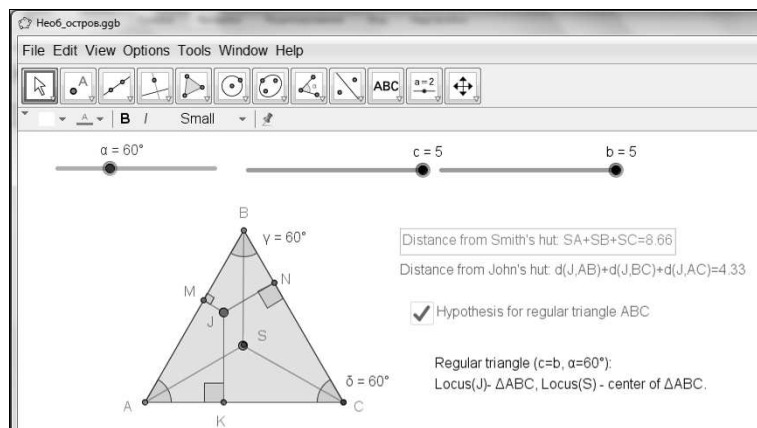 Необ_остров.ggb
File Edit View Options Tools Window Help
A
ABC
a=2
A
B I Small
α = 60°
c = 5
b = 5
B
γ = 60°
Distance from Smith's hut: SA+SB+SC=8.66
Distance from John's hut: d(J,AB)+d(J,BC)+d(J,AC)=4.33
M
N
J
Hypothesis for regular triangle ABC
S
Regular triangle (c=b, α=60°):
δ = 60°
Locus(J)- ΔABC, Locus(S) - center of ΔABC.
A
K
C